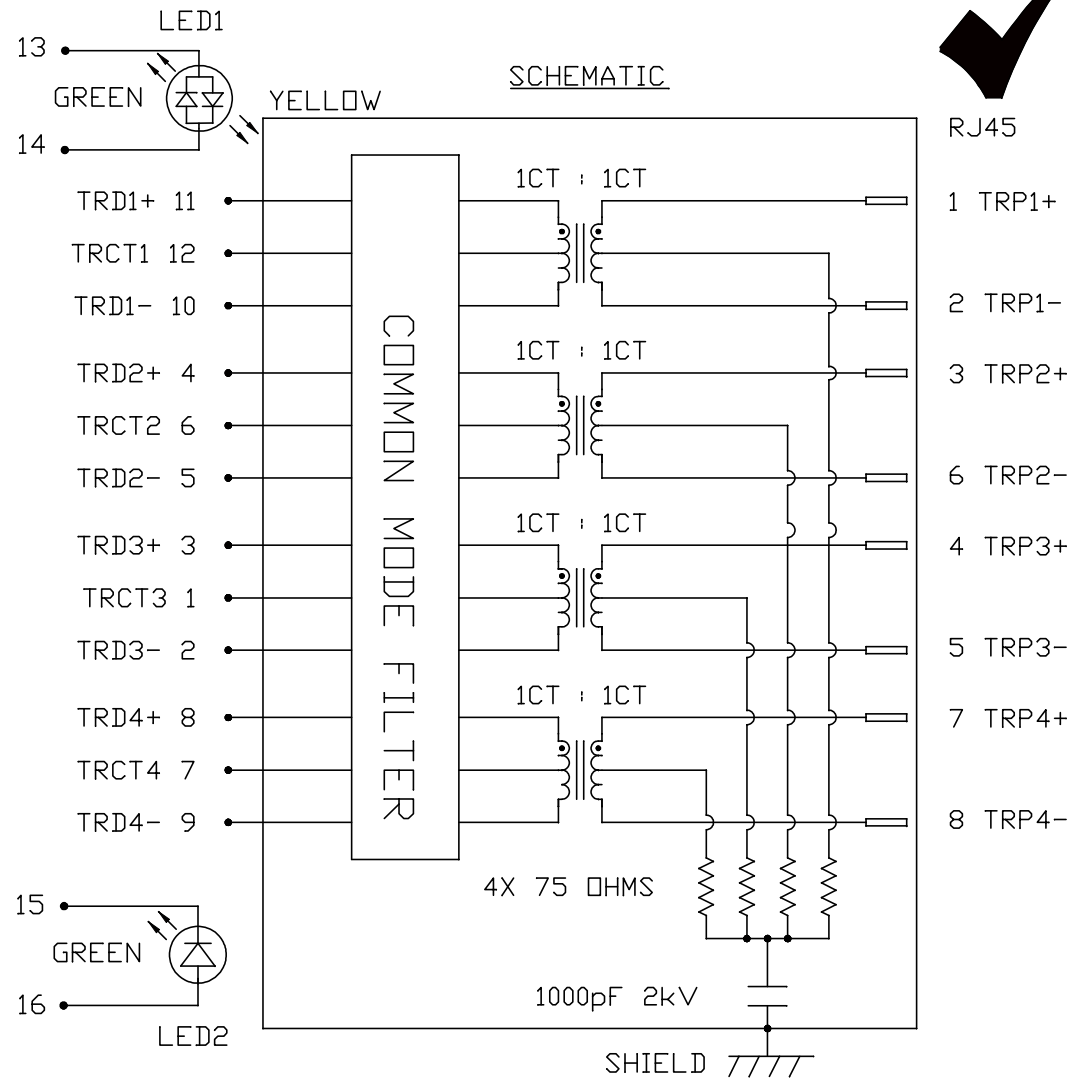 LED1
13
GREEN
YELLOW
14
SCHEMATIC
RJ45
1CT : 1CT
TRD1+ 11
1 TRP1+
TRCT1 12
TRD1- 10
2 TRP1-
1CT : 1CT
TRD2+ 4
3 TRP2+
TRCT2 6
TRD2- 5
6 TRP2-
1CT : 1CT
TRD3+ 3
4 TRP3+
TRCT3 1
TRD3- 2
5 TRP3-
1CT : 1CT
TRD4+ 8
7 TRP4+
TRCT4 7
TRD4- 9
8 TRP4-
COMMON MODE FILTER
4X 75 OHMS
15
GREEN
16
LED2
1000pF 2kV
SHIELD